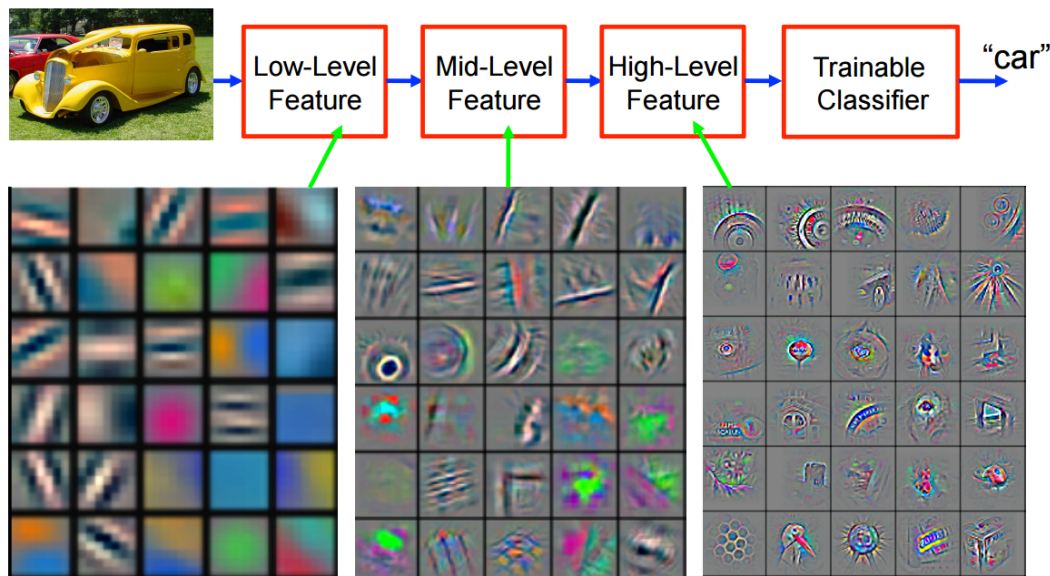 Low-Level
Feature
Mid-Level
Feature
High-Level
Feature
Trainable
Classifier
“car”